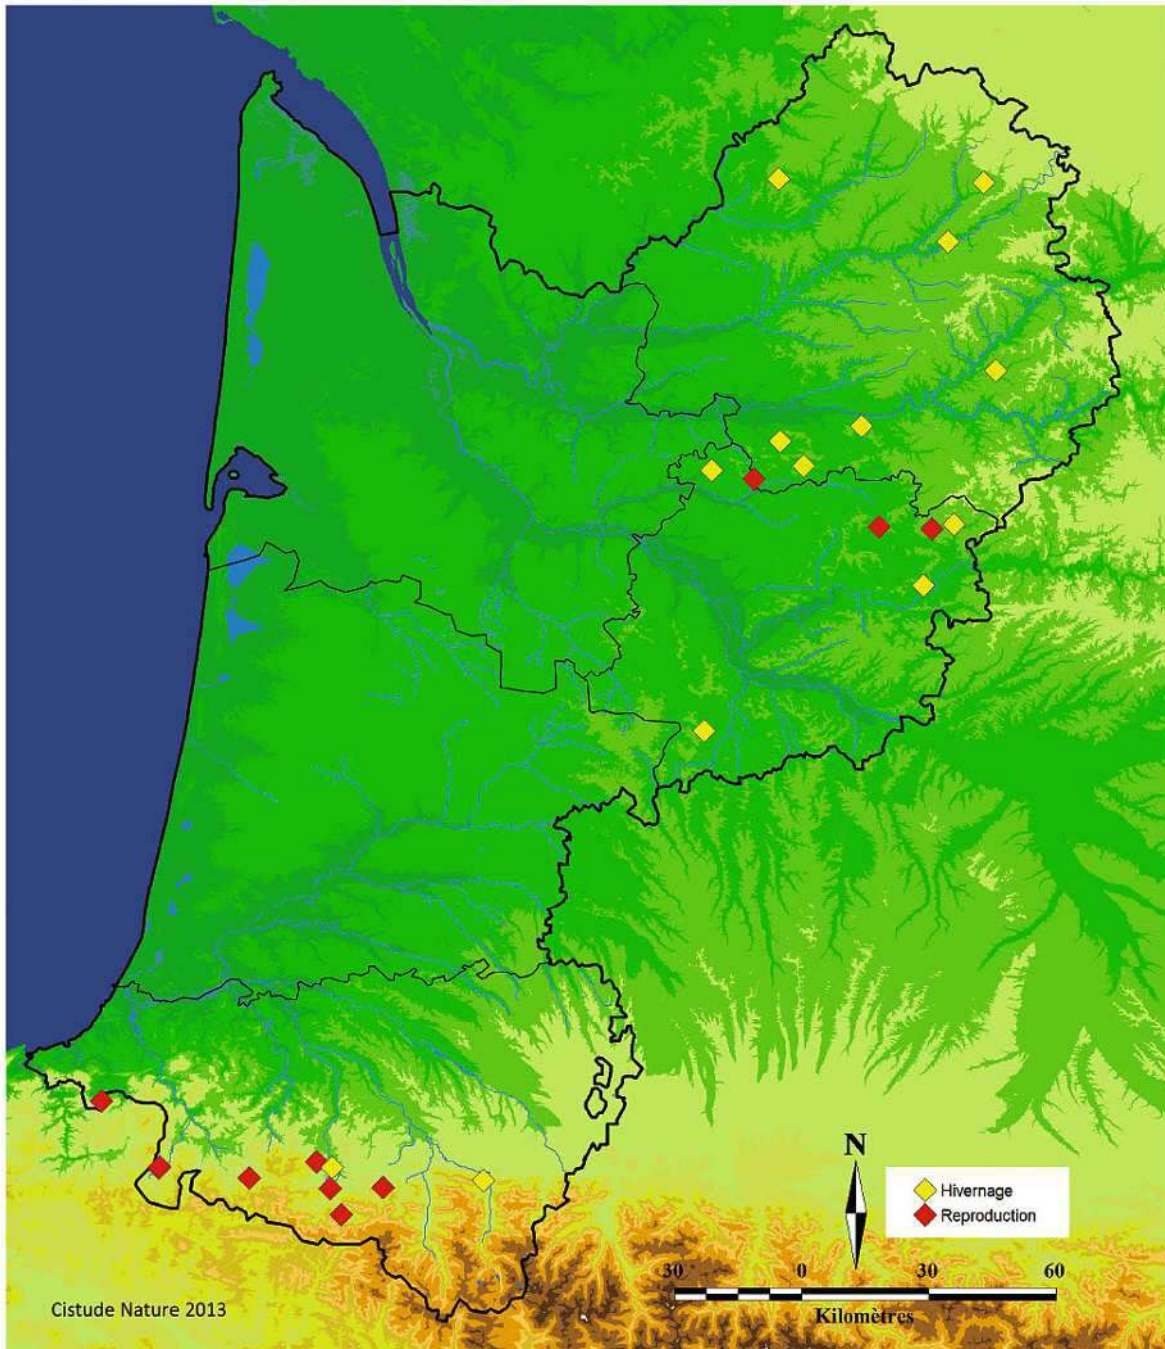 N
Hivernage
Reproduction
30 0 30 60
Kilomètres
Cistude Nature 2013